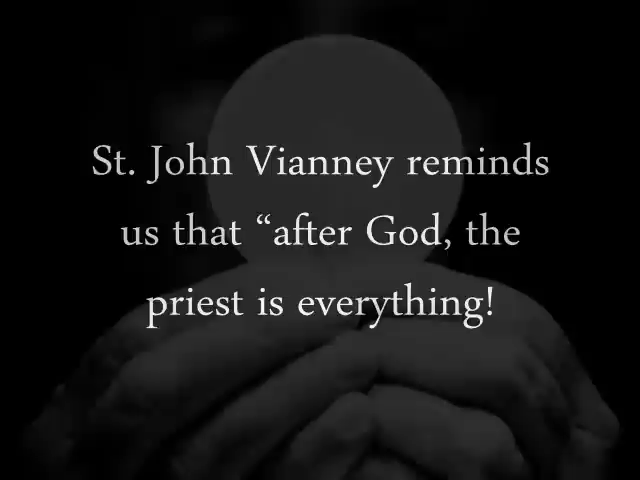 St. John Vianney reminds
us that “after God, the
priest is everything!